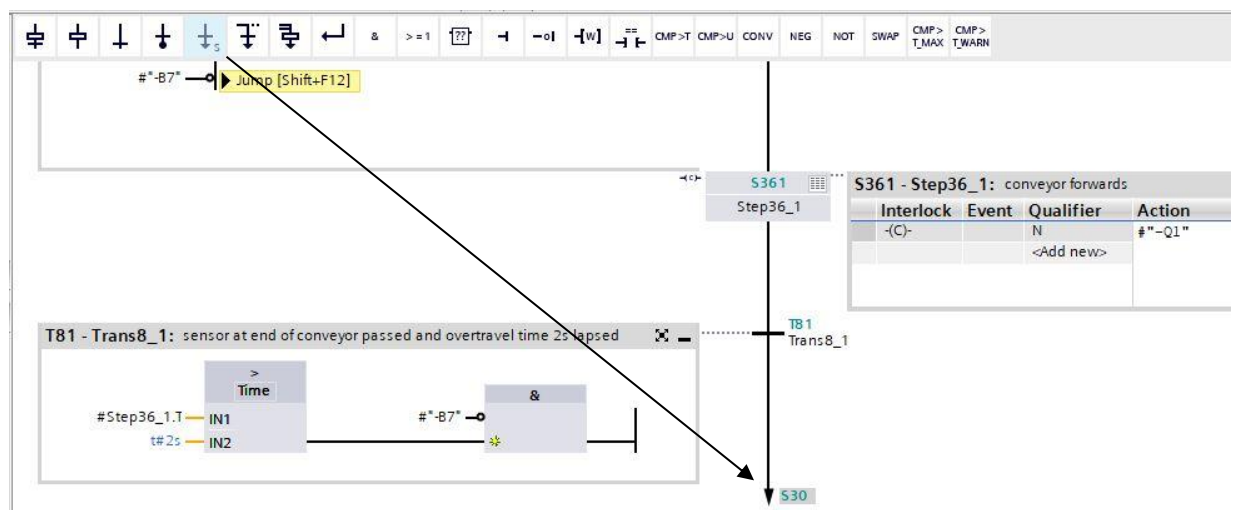 S
&
>=1
??
W
==
CMP>T
CMP>U
CONV
NEG
NOT
SWAP
CMP>
T_MAX
CMP>
T_WARN
#"-B7"
Jump [Shift+F12]
(c)
S361
Step36_1
S361 - Step36_1: conveyor forwards
Interlock Event Qualifier Action
-(C)- N #"-Q1"
<Add new>
T81 - Trans8_1: sensor at end of conveyor passed and overtravel time 2s lapsed
T81
Trans8_1
>
Time
#Step36_1.T
IN1
t#2s
IN2
&
#"-B7"
S30